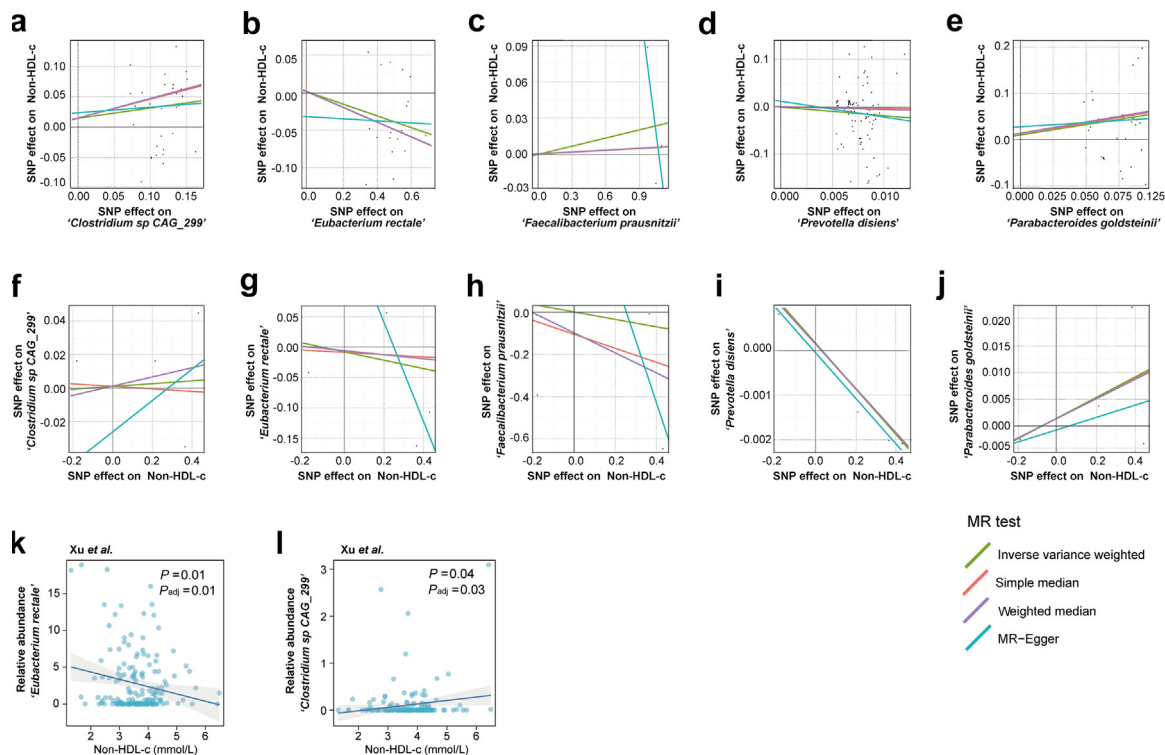 a
SNP effect on Non-HDL-c
0.10
0.05
0.00
-0.05
-0.10
0.00 0.05 0.10 0.15
SNP effect on
‘Clostridium sp CAG_299’
b
SNP effect on Non-HDL-c
0.05
0.00
-0.05
-0.10
0.0 0.2 0.4 0.6
SNP effect on
‘Eubacterium rectale’
c
SNP effect on Non-HDL-c
0.09
0.06
0.03
0.00
-0.03
0.0 0.3 0.6 0.9
SNP effect on
‘Faecalibacterium prausnitzii’
d
SNP effect on Non-HDL-c
0.1
0.0
-0.1
0.000 0.005 0.010
SNP effect on
‘Prevotella disiens’
e
SNP effect on Non-HDL-c
0.2
0.1
0.0
-0.1
0.000 0.025 0.050 0.075 0.100 0.125
SNP effect on
‘Parabacteroides goldsteinii’
f
SNP effect on
‘Clostridium sp CAG_299’
0.04
0.02
0.00
-0.02
-0.2 0.0 0.2 0.4
SNP effect on Non-HDL-c
g
SNP effect on
‘Eubacterium rectale’
0.05
0.00
-0.05
-0.10
-0.15
-0.2 0.0 0.2 0.4
SNP effect on Non-HDL-c
h
SNP effect on
‘Faecalibacterium prausnitzii’
0.0
-0.2
-0.4
-0.6
-0.2 0.0 0.2 0.4
SNP effect on Non-HDL-c
i
SNP effect on
‘Prevotella disiens’
0.000
-0.001
-0.002
-0.2 0.0 0.2 0.4
SNP effect on Non-HDL-c
j
SNP effect on
‘Parabacteroides goldsteinii’
0.020
0.015
0.010
0.005
0.000
-0.005
-0.2 0.0 0.2 0.4
SNP effect on Non-HDL-c
k
Xu et al.
P = 0.01
Padj = 0.01
Relative abundance
‘Eubacterium rectale’
15
10
5
0
2 3 4 5 6
Non-HDL-c (mmol/L)
l
Xu et al.
P = 0.04
Padj = 0.03
Relative abundance
‘Clostridium sp CAG_299’
3
2
1
0
2 3 4 5 6
Non-HDL-c (mmol/L)
MR test
Inverse variance weighted
Simple median
Weighted median
MR−Egger